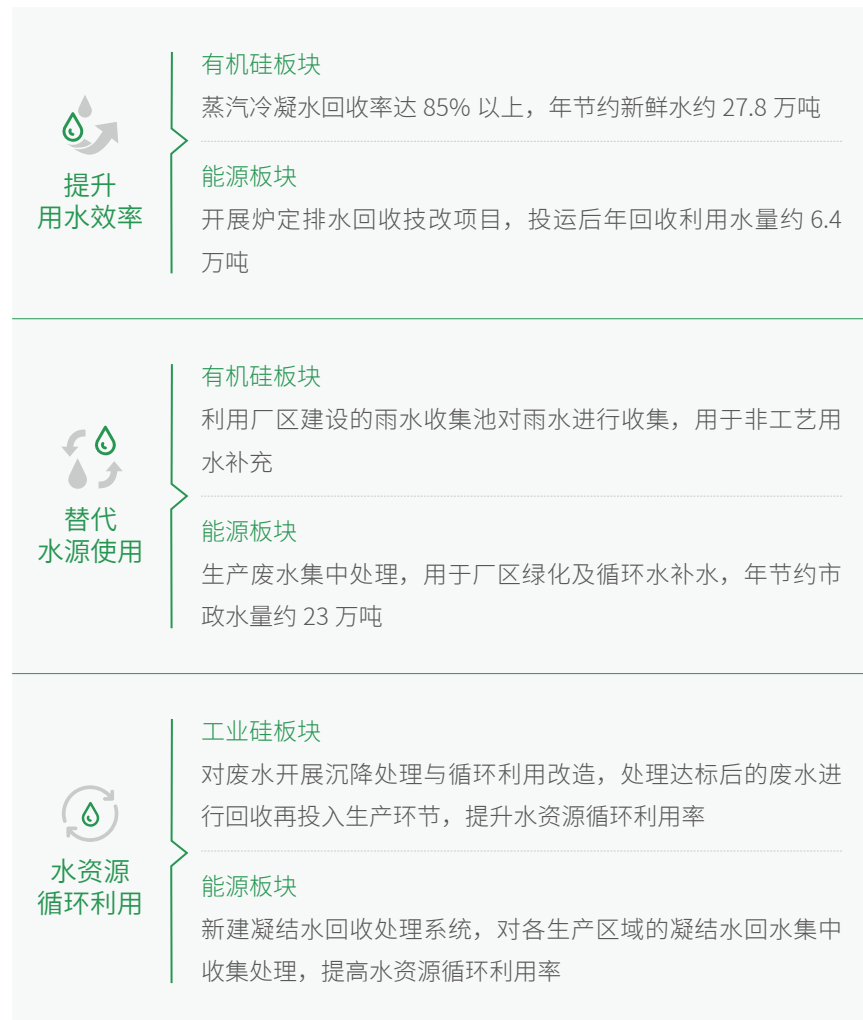 提升
用水效率
有机硅板块
蒸汽冷凝水回收率达 85% 以上，年节约新鲜水约 27.8 万吨
能源板块
开展炉定排水回收技改项目，投运后年回收利用水量约 6.4
万吨
替代
水源使用
有机硅板块
利用厂区建设的雨水收集池对雨水进行收集，用于非工艺用
水补充
能源板块
生产废水集中处理，用于厂区绿化及循环水补水，年节约市
政水量约 23 万吨
水资源
循环利用
工业硅板块
对废水开展沉降处理与循环利用改造，处理达标后的废水进
行回收再投入生产环节，提升水资源循环利用率
能源板块
新建凝结水回收处理系统，对各生产区域的凝结水回水集中
收集处理，提高水资源循环利用率